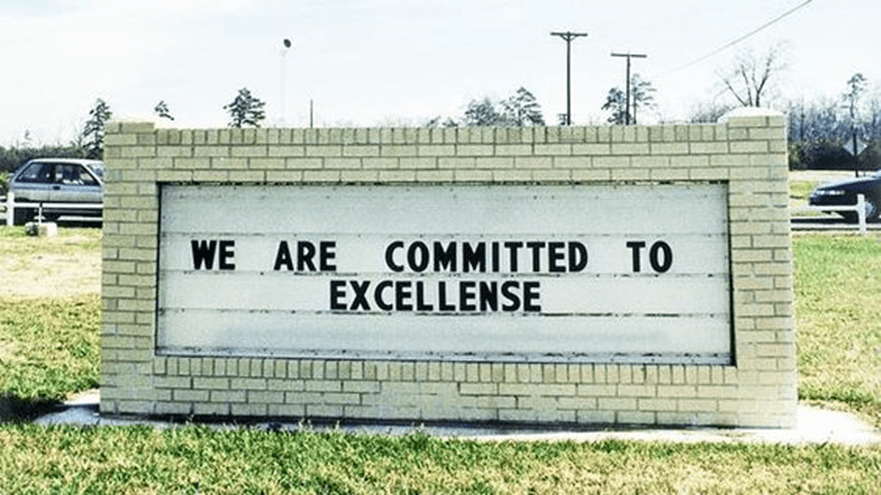 WE ARE COMMITTED TO
EXCELLENSE